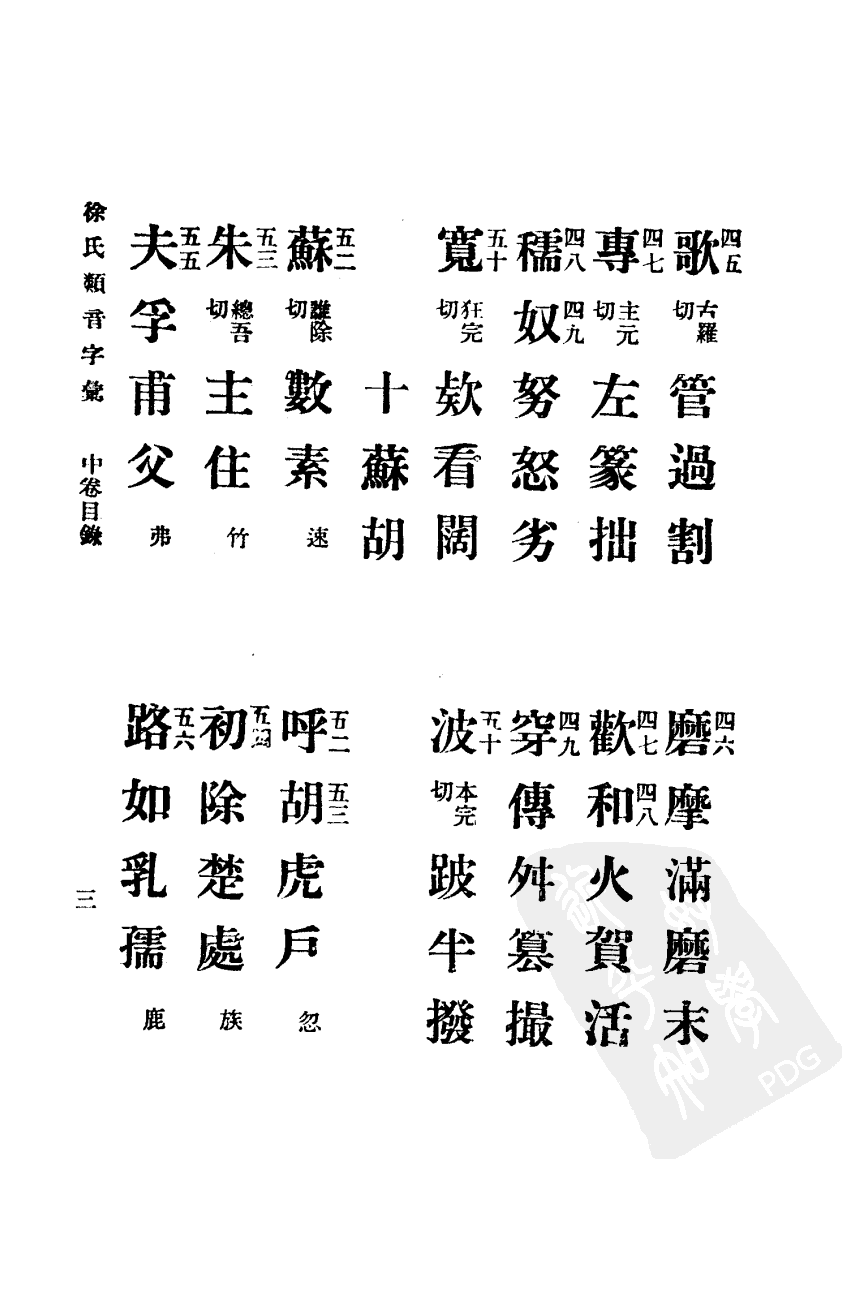 歌四五 古羅切 管過割
專四七 主元切 左篆拙
穤四八 奴四九 努怒劣
寬五十 狂完切 欵看闊
十蘇胡
蘇五二 雖除切 數素速
朱五三 總吾切 主住竹
夫五五 孚甫父弗
磨四六 摩滿磨末
歡四七 和四八 火賀活
穿四九 傳舛篡撮
波五十 本完切 跛半撥
呼五二 胡五三 虎戶忽
初五四 除楚處族
路五六 如乳孺鹿
徐氏類音字彙 中卷目錄
三
PDG